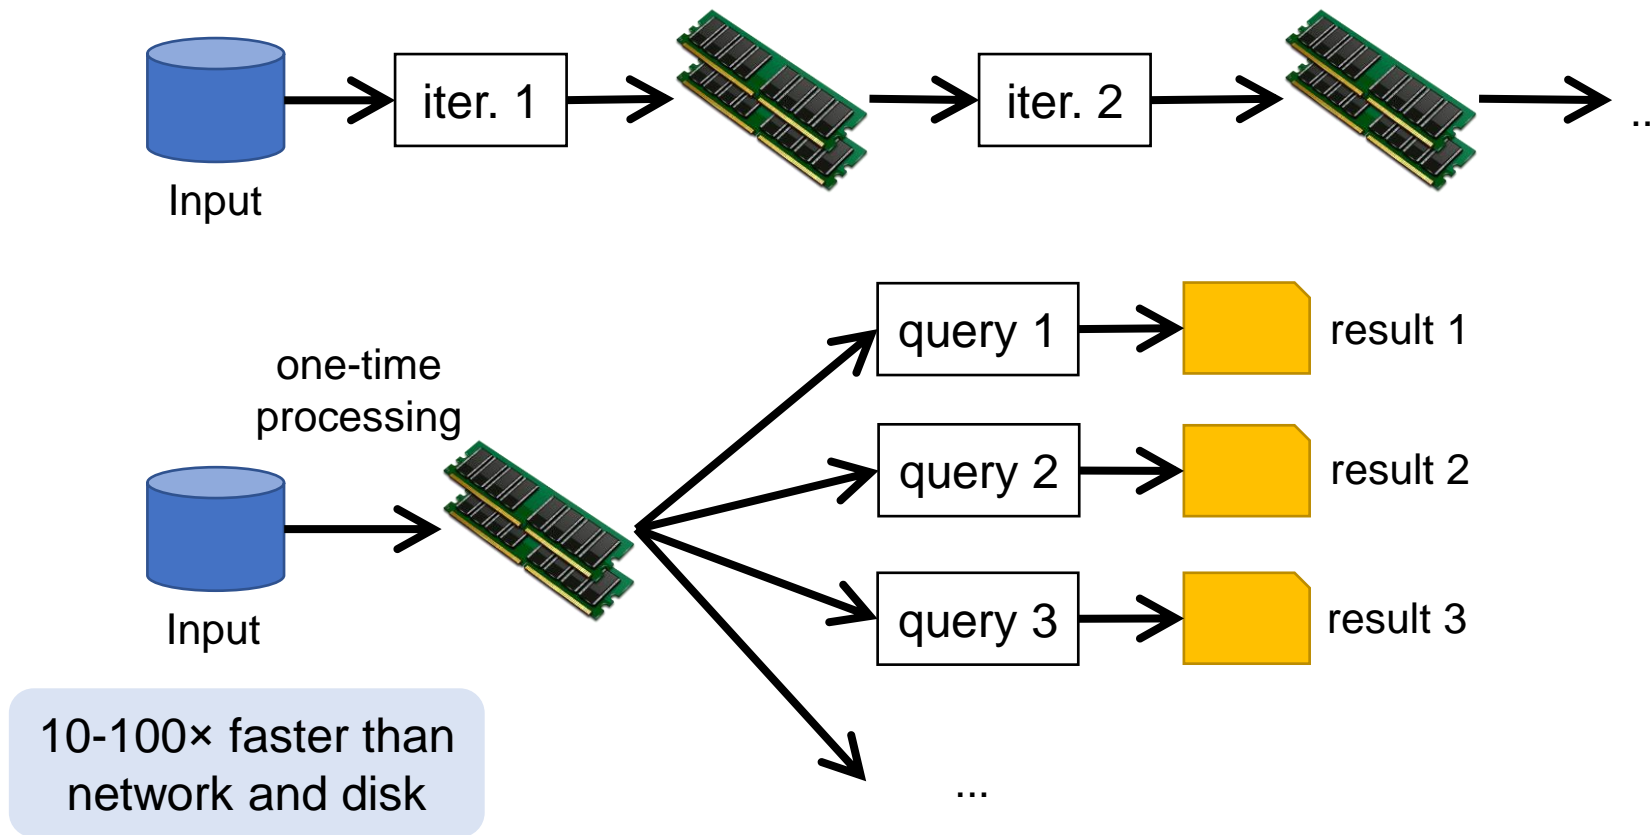 iter. 1
iter. 2
..
Input
query 1
result 1
one-time
processing
query 2
result 2
Input
query 3
result 3
10-100× faster than
network and disk
...